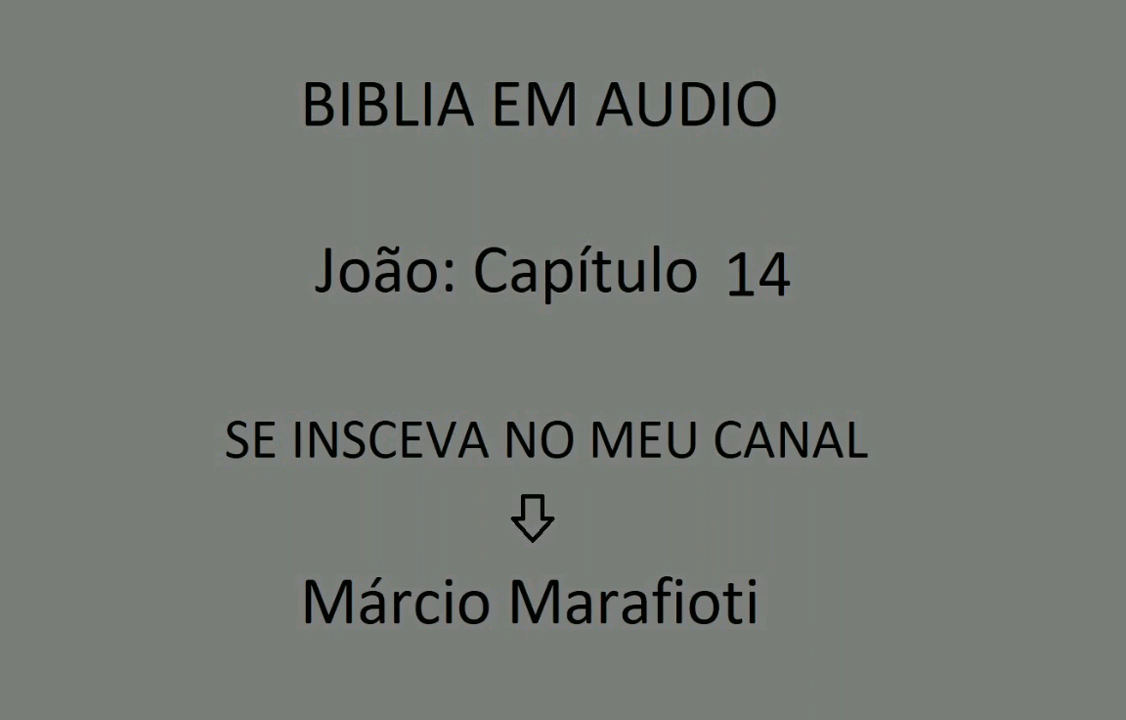 BIBLIA EM AUDIO
João: Capítulo 14
SE INSCEVA NO MEU CANAL
Márcio Marafioti